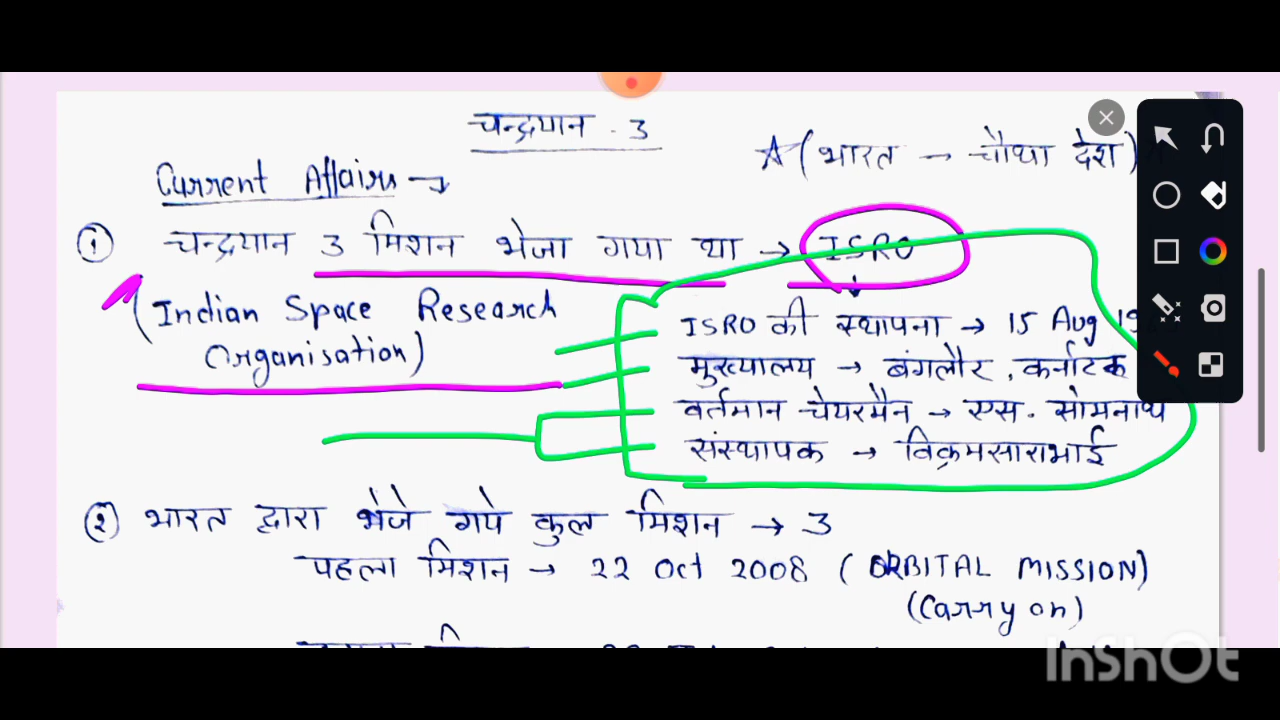 चन्द्रयान - 3
☆ (भारत → चौथा देश)
Current Affairs →
① चन्द्रयान 3 मिशन भेजा गया था → ISRO
(Indian Space Research
Organisation)
ISRO की स्थापना → 15 Aug
मुख्यालय → बंगलौर, कर्नाटक
वर्तमान चेयरमैन → एस. सोमनाथ
संस्थापक → विक्रमसाराभाई
② भारत द्वारा भेजे गये कुल मिशन → 3
पहला मिशन → 22 Oct 2008 (ORBITAL MISSION)
(Carry on)
InShOt